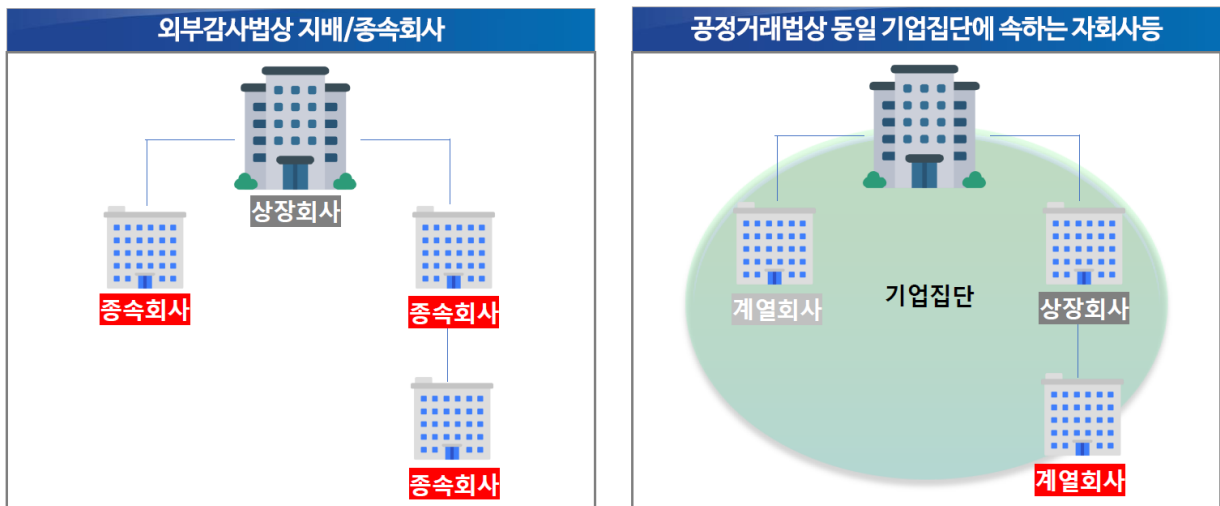 외부감사법상 지배/종속회사
상장회사
종속회사
종속회사
종속회사
공정거래법상 동일 기업집단에 속하는 자회사등
계열회사
기업집단
상장회사
계열회사